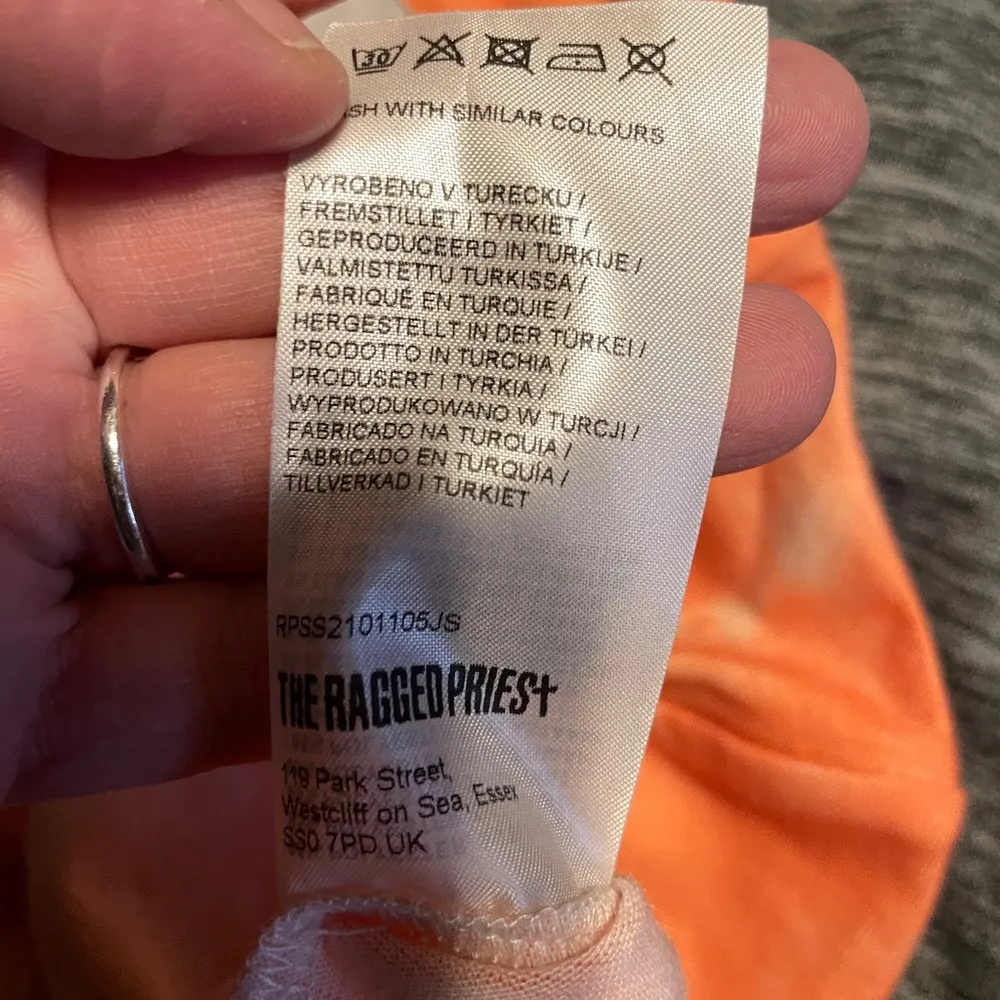 30
WITH SIMILAR COLOURS
VYROBENO V TURECKU /
FREMSTILLET I TYRKIET /
GEPRODUCEERD IN TURKIJE /
VALMISTETTU TURKISSA /
FABRIQUÉ EN TURQUIE /
HERGESTELLT IN DER TÜRKEI /
PRODOTTO IN TURCHIA /
PRODUSERT I TYRKIA /
WYPRODUKOWANO W TURCJI /
FABRICADO NA TURQUIA /
FABRICADO EN TURQUÍA /
TILLVERKAD I TURKIET
RPSS2101105JS
THE RAGGED PRIEST
119 Park Street,
Westcliff on Sea, Essex
SS0 7PD UK